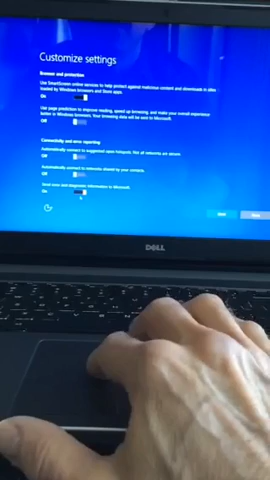 Customize settings
Browser and protection
Use SmartScreen online services to help protect against malicious content and downloads in sites
loaded by Windows browsers and Store apps.
On
Use page prediction to improve reading, speed up browsing, and make your overall experience
better in Windows browsers. Your browsing data will be sent to Microsoft.
Off
Connectivity and error reporting
Automatically connect to suggested open hotspots. Not all networks are secure.
Off
Automatically connect to networks shared by your contacts.
Off
Send error and diagnostic information to Microsoft.
On
Back
Next
DELL